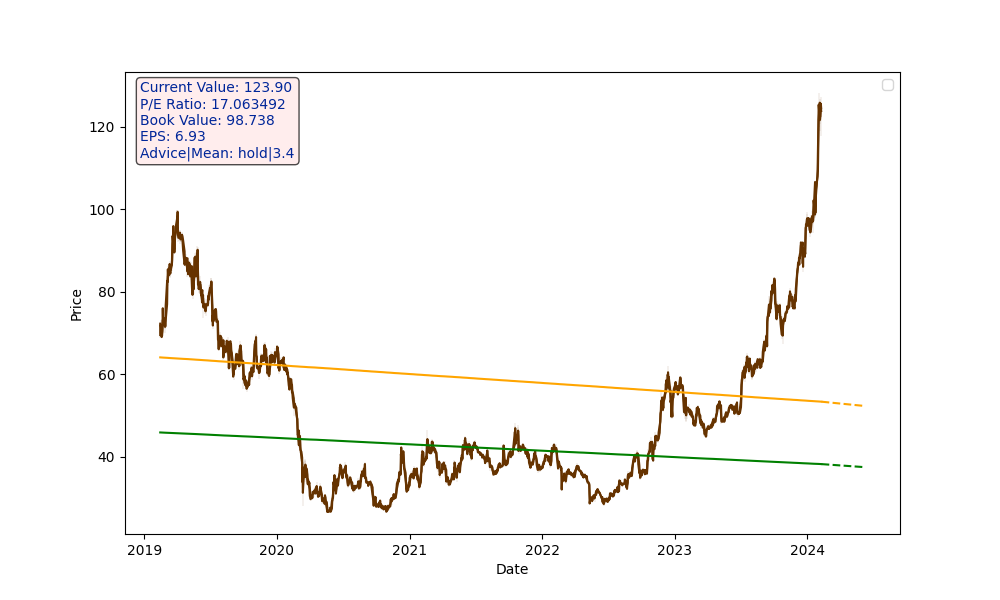 Current Value: 123.90
P/E Ratio: 17.063492
Book Value: 98.738
EPS: 6.93
Advice|Mean: hold|3.4
120
100
80
60
40
Price
2019 2020 2021 2022 2023 2024
Date